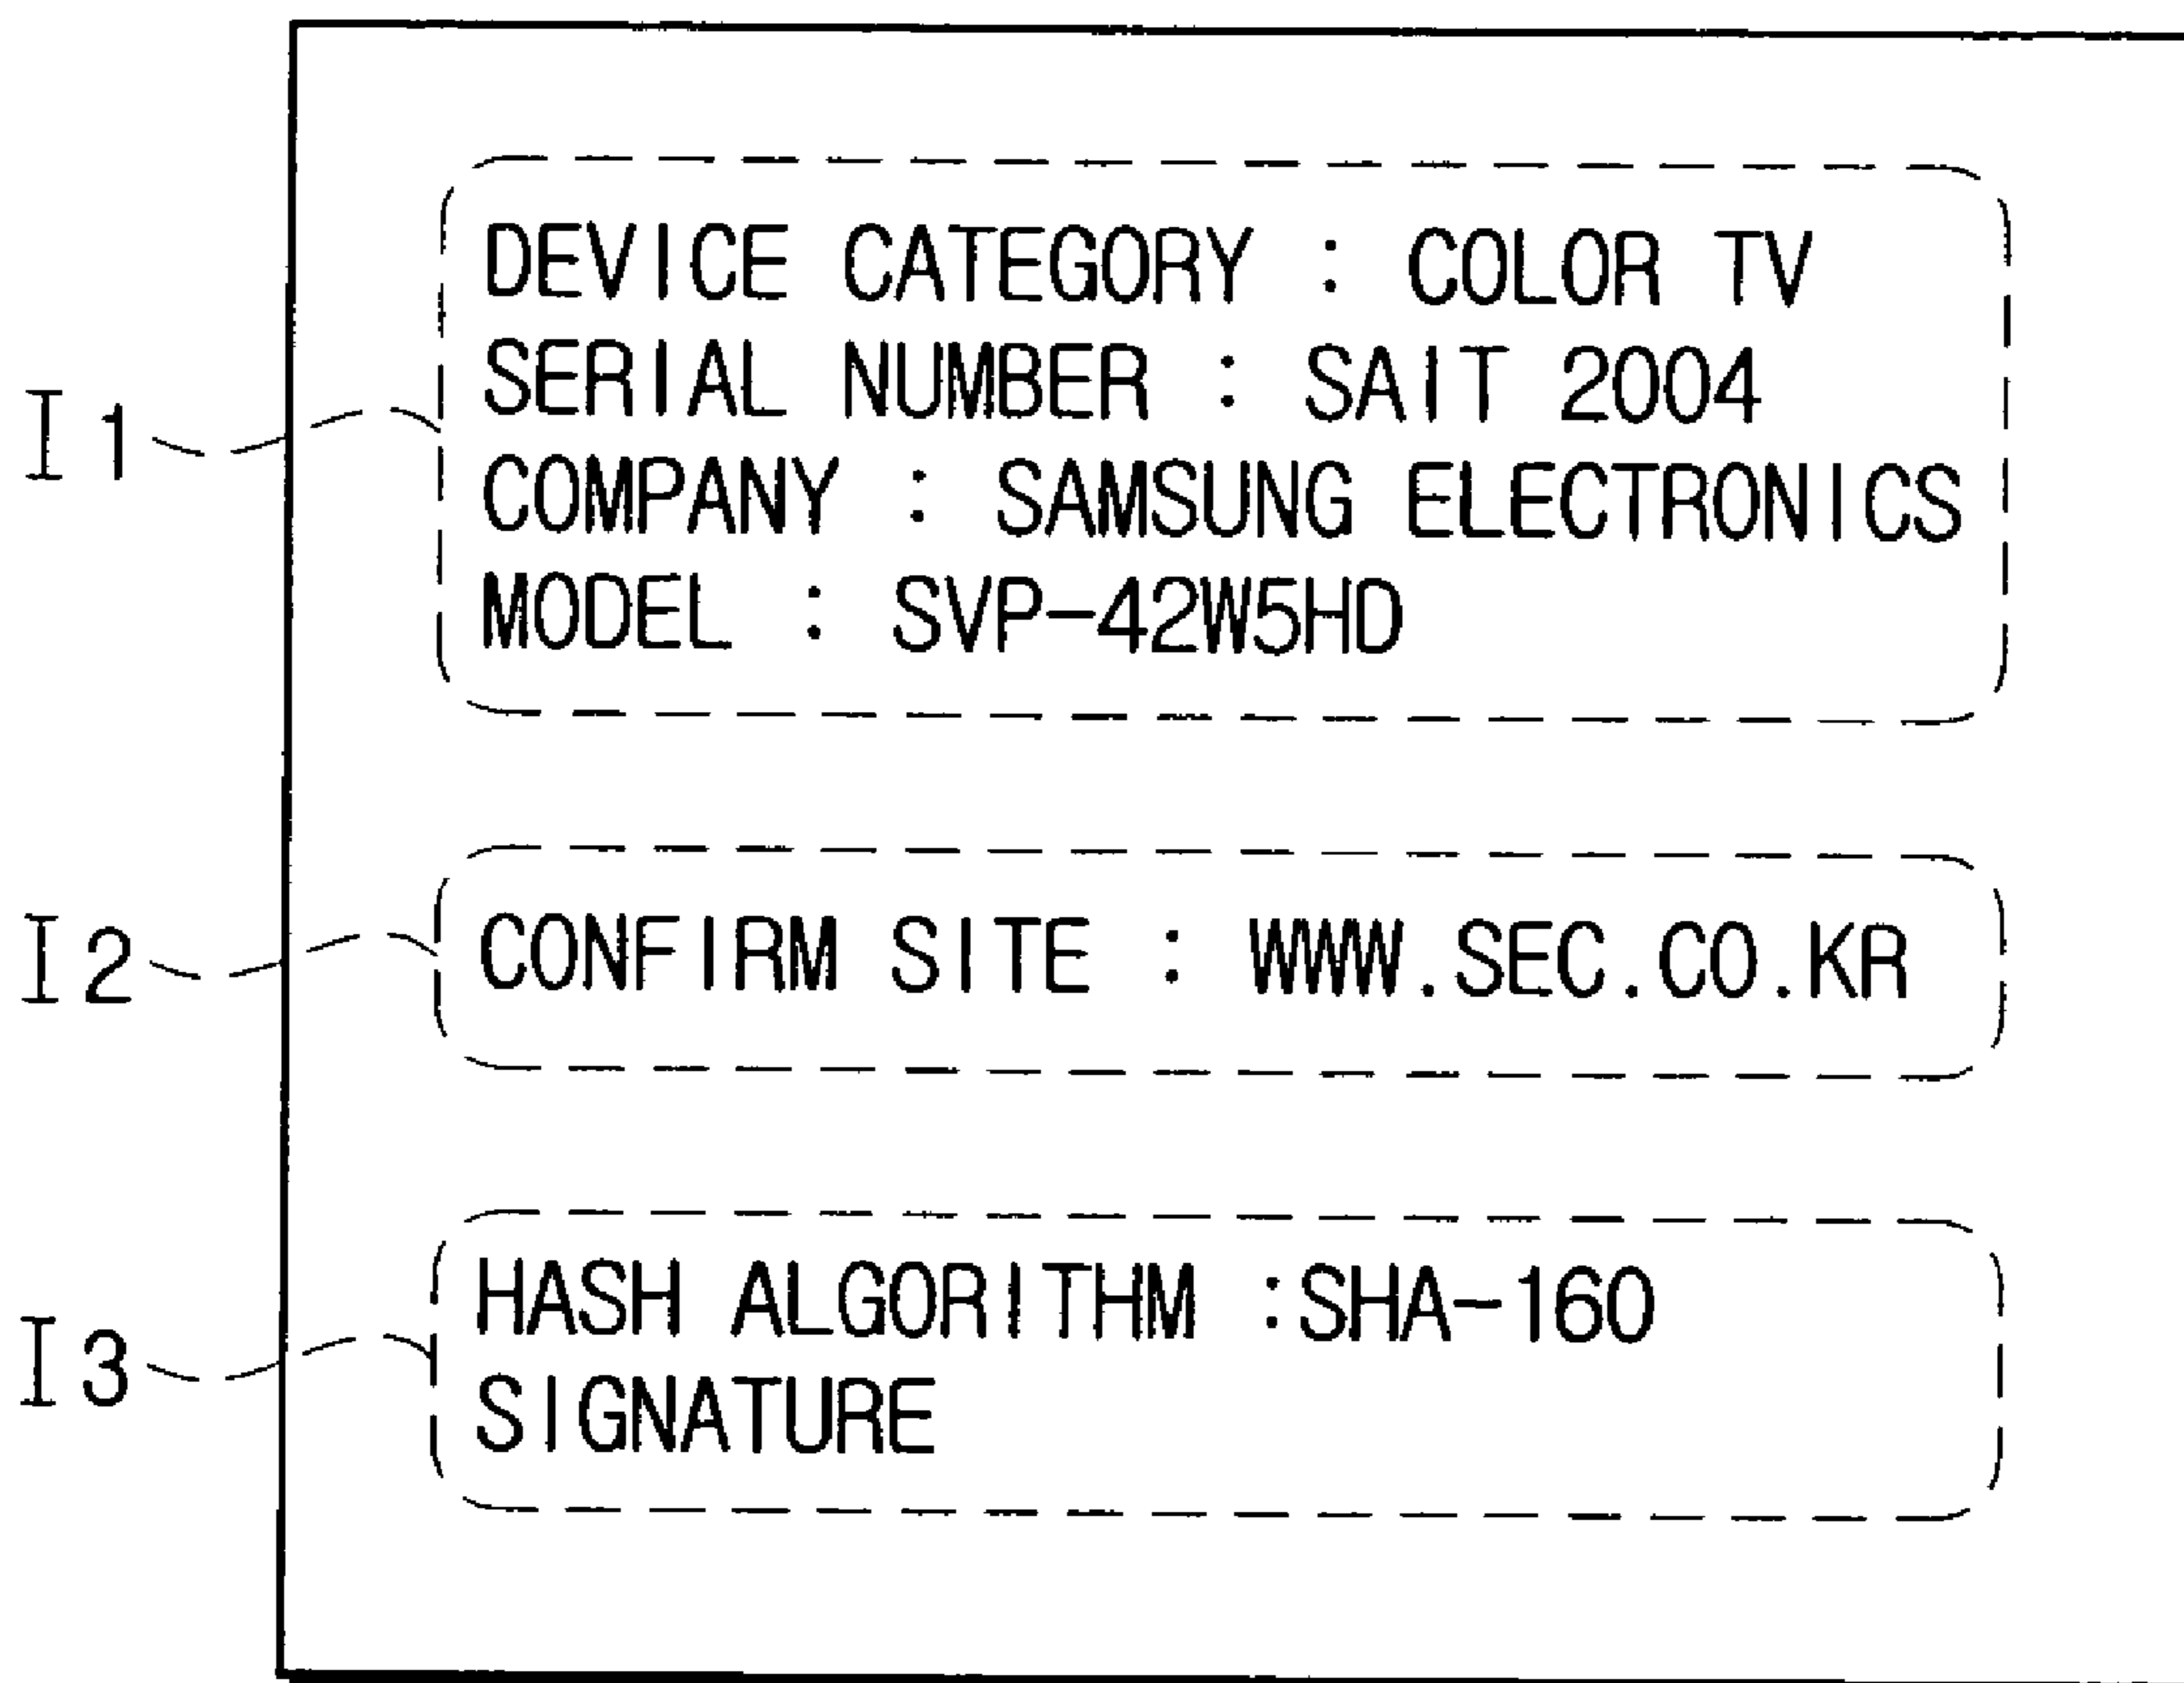 DEVICE CATEGORY : COLOR TV
SERIAL NUMBER : SAIT 2004
I1
COMPANY : SAMSUNG ELECTRONICS
MODEL : SVP-42W5HD
I2 CONFIRM SITE : WWW.SEC.CO.KR
HASH ALGORITHM :SHA-160
I3
SIGNATURE